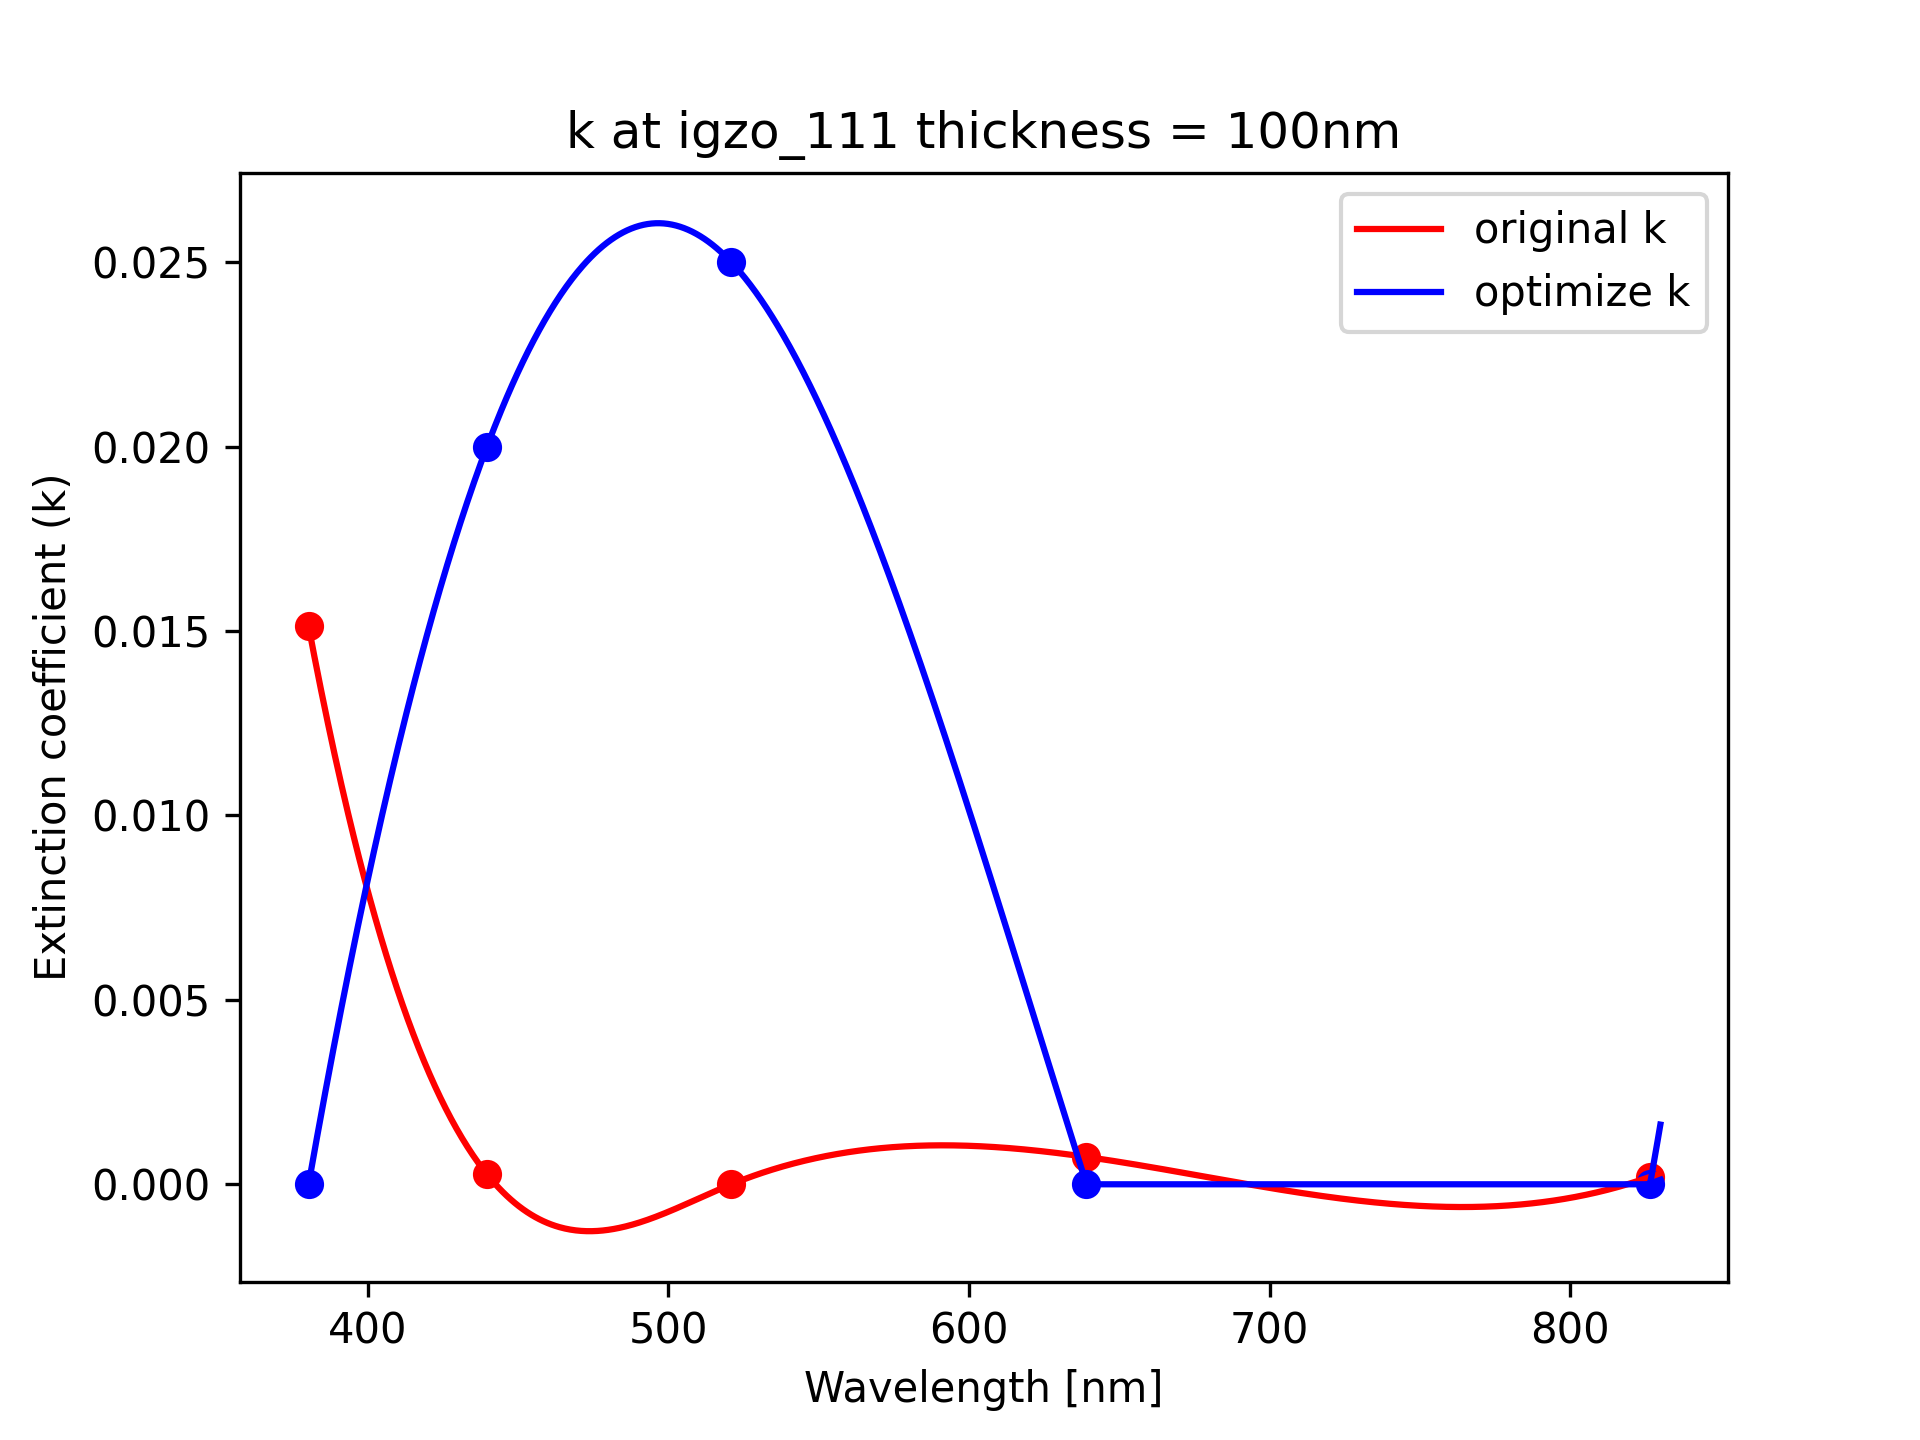 k at igzo_111 thickness = 100nm
original k
optimize k
Extinction coefficient (k)
0.025
0.020
0.015
0.010
0.005
0.000
400 500 600 700 800
Wavelength [nm]